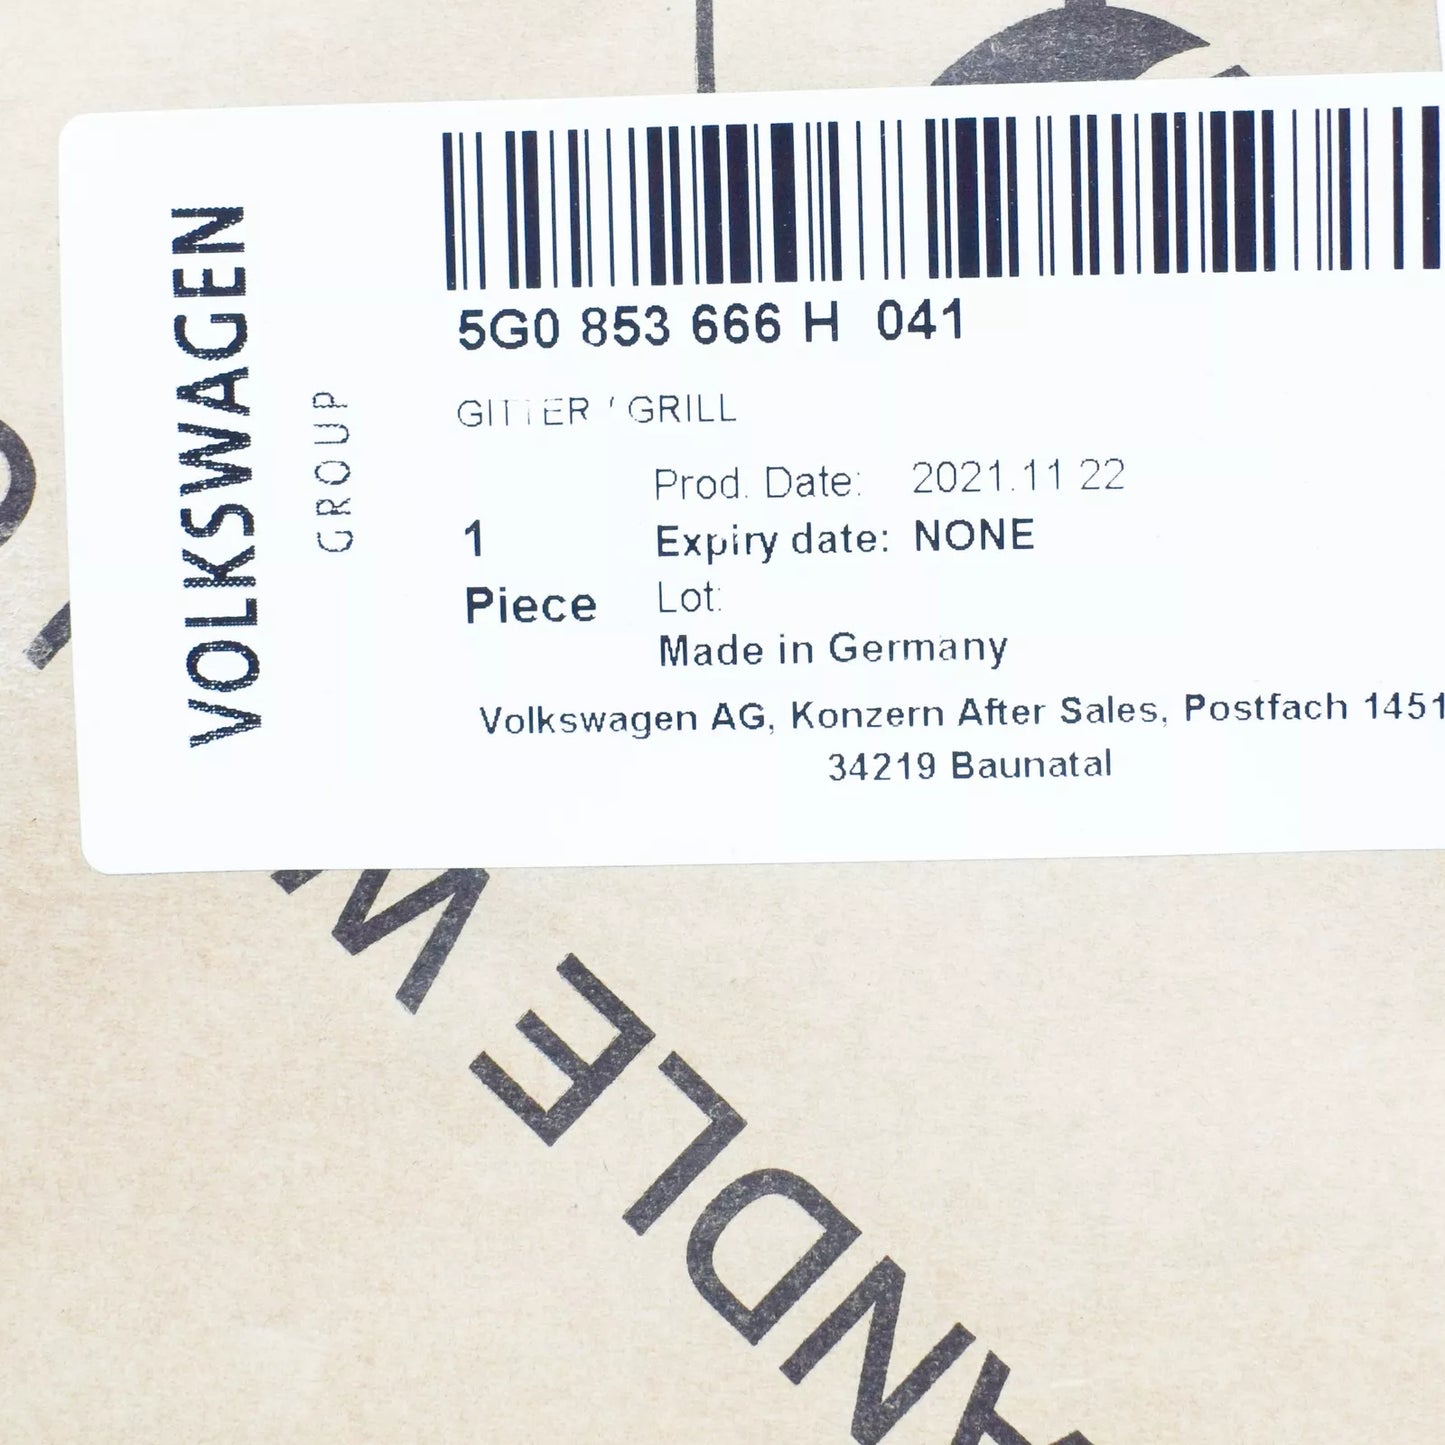 VOLKSWAGEN
GROUP
5G0 853 666 H 041
GITTER / GRILL
Prod. Date: 2021.11 22
1
Piece
Expiry date: NONE
Lot:
Made in Germany
Volkswagen AG, Konzern After Sales, Postfach 1451
34219 Baunatal
ANDLE W